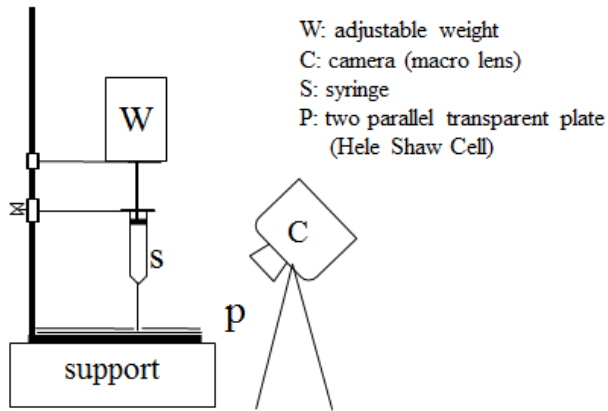 W: adjustable weight
C: camera (macro lens)
S: syringe
P: two parallel transparent plate
(Hele Shaw Cell)
W
C
s
p
support